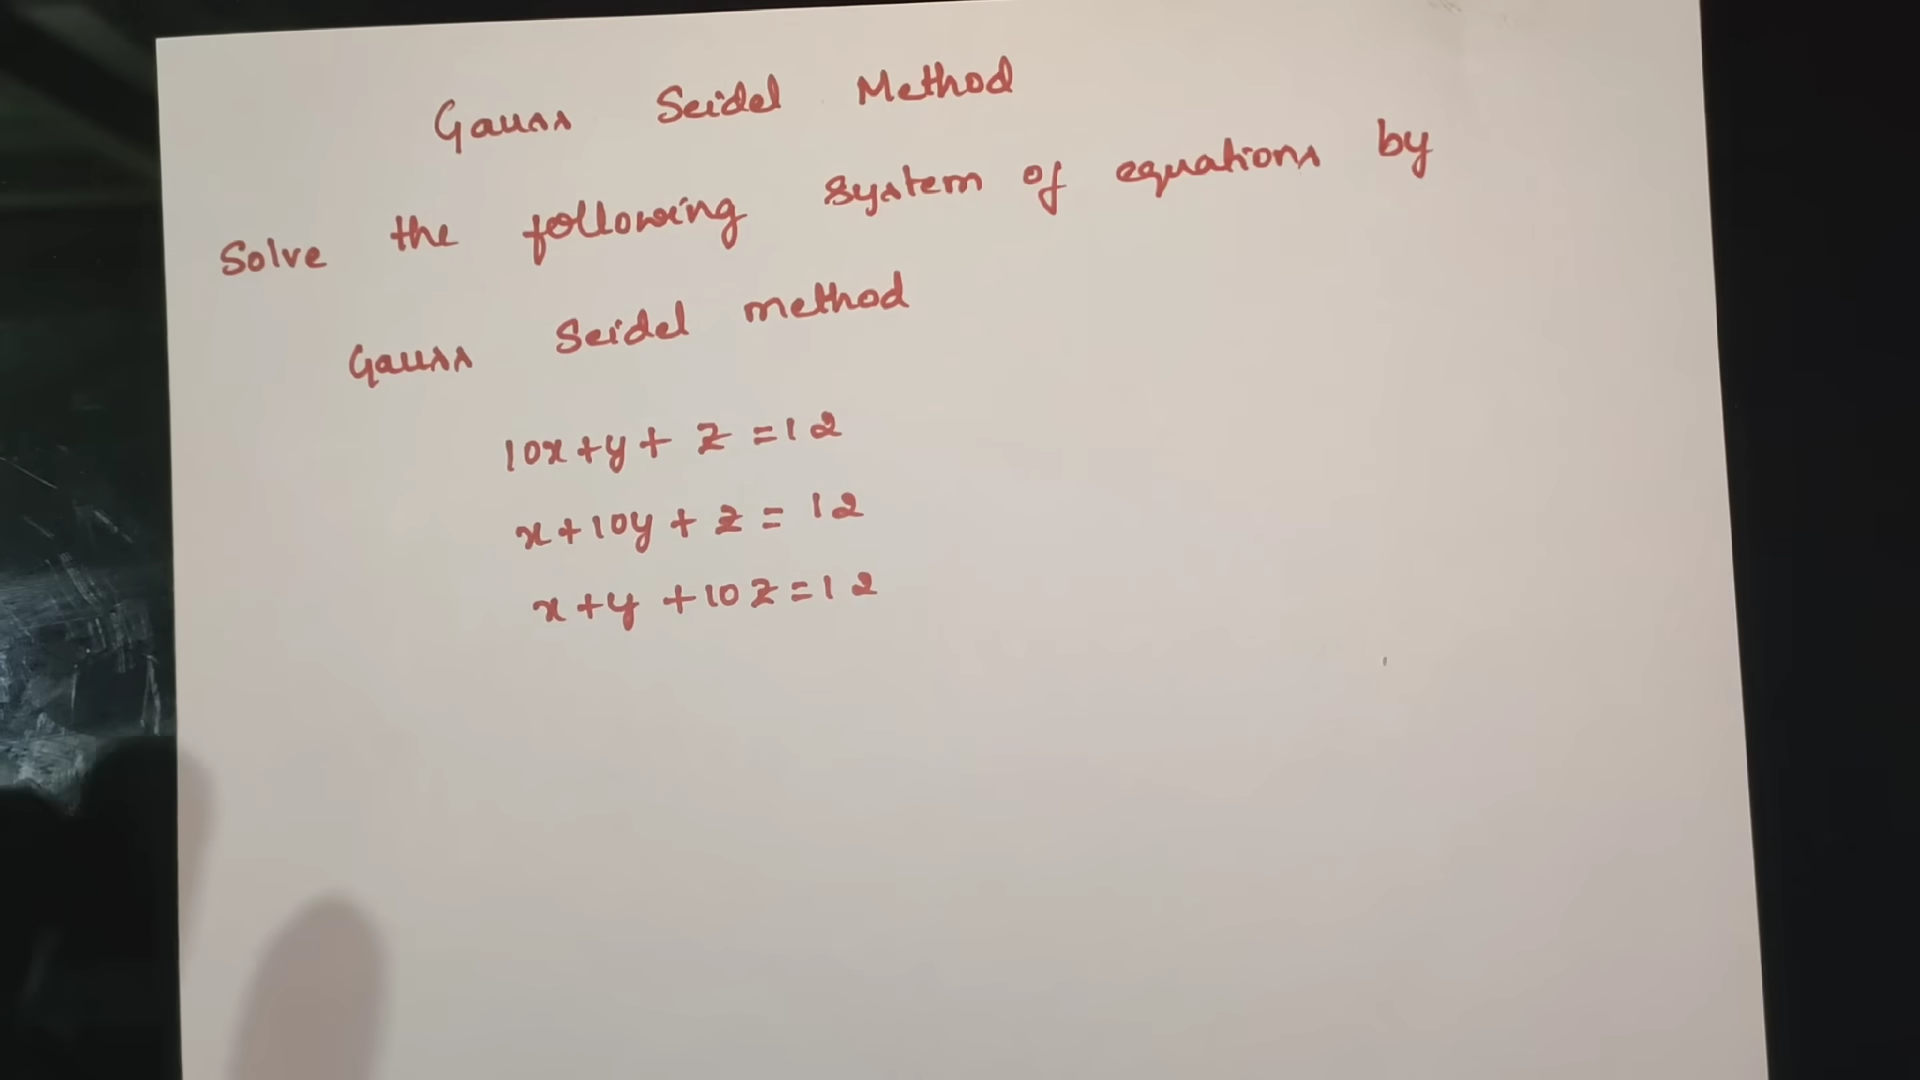 Gauss Seidel Method
Solve the following system of equations by
Gauss Seidel method
10x+y+z=12
x+10y+z=12
x+y+10z=12